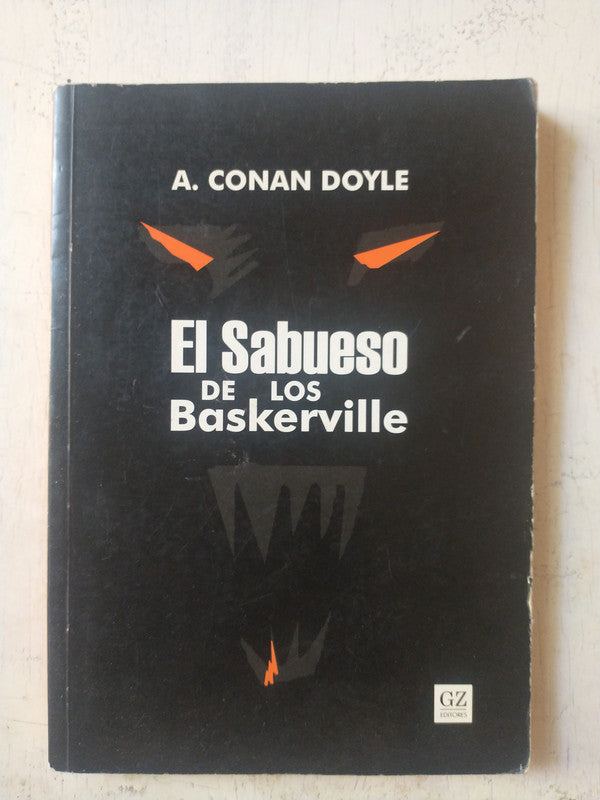 A. CONAN DOYLE
El Sabueso
DE LOS
Baskerville
GZ
EDITORES